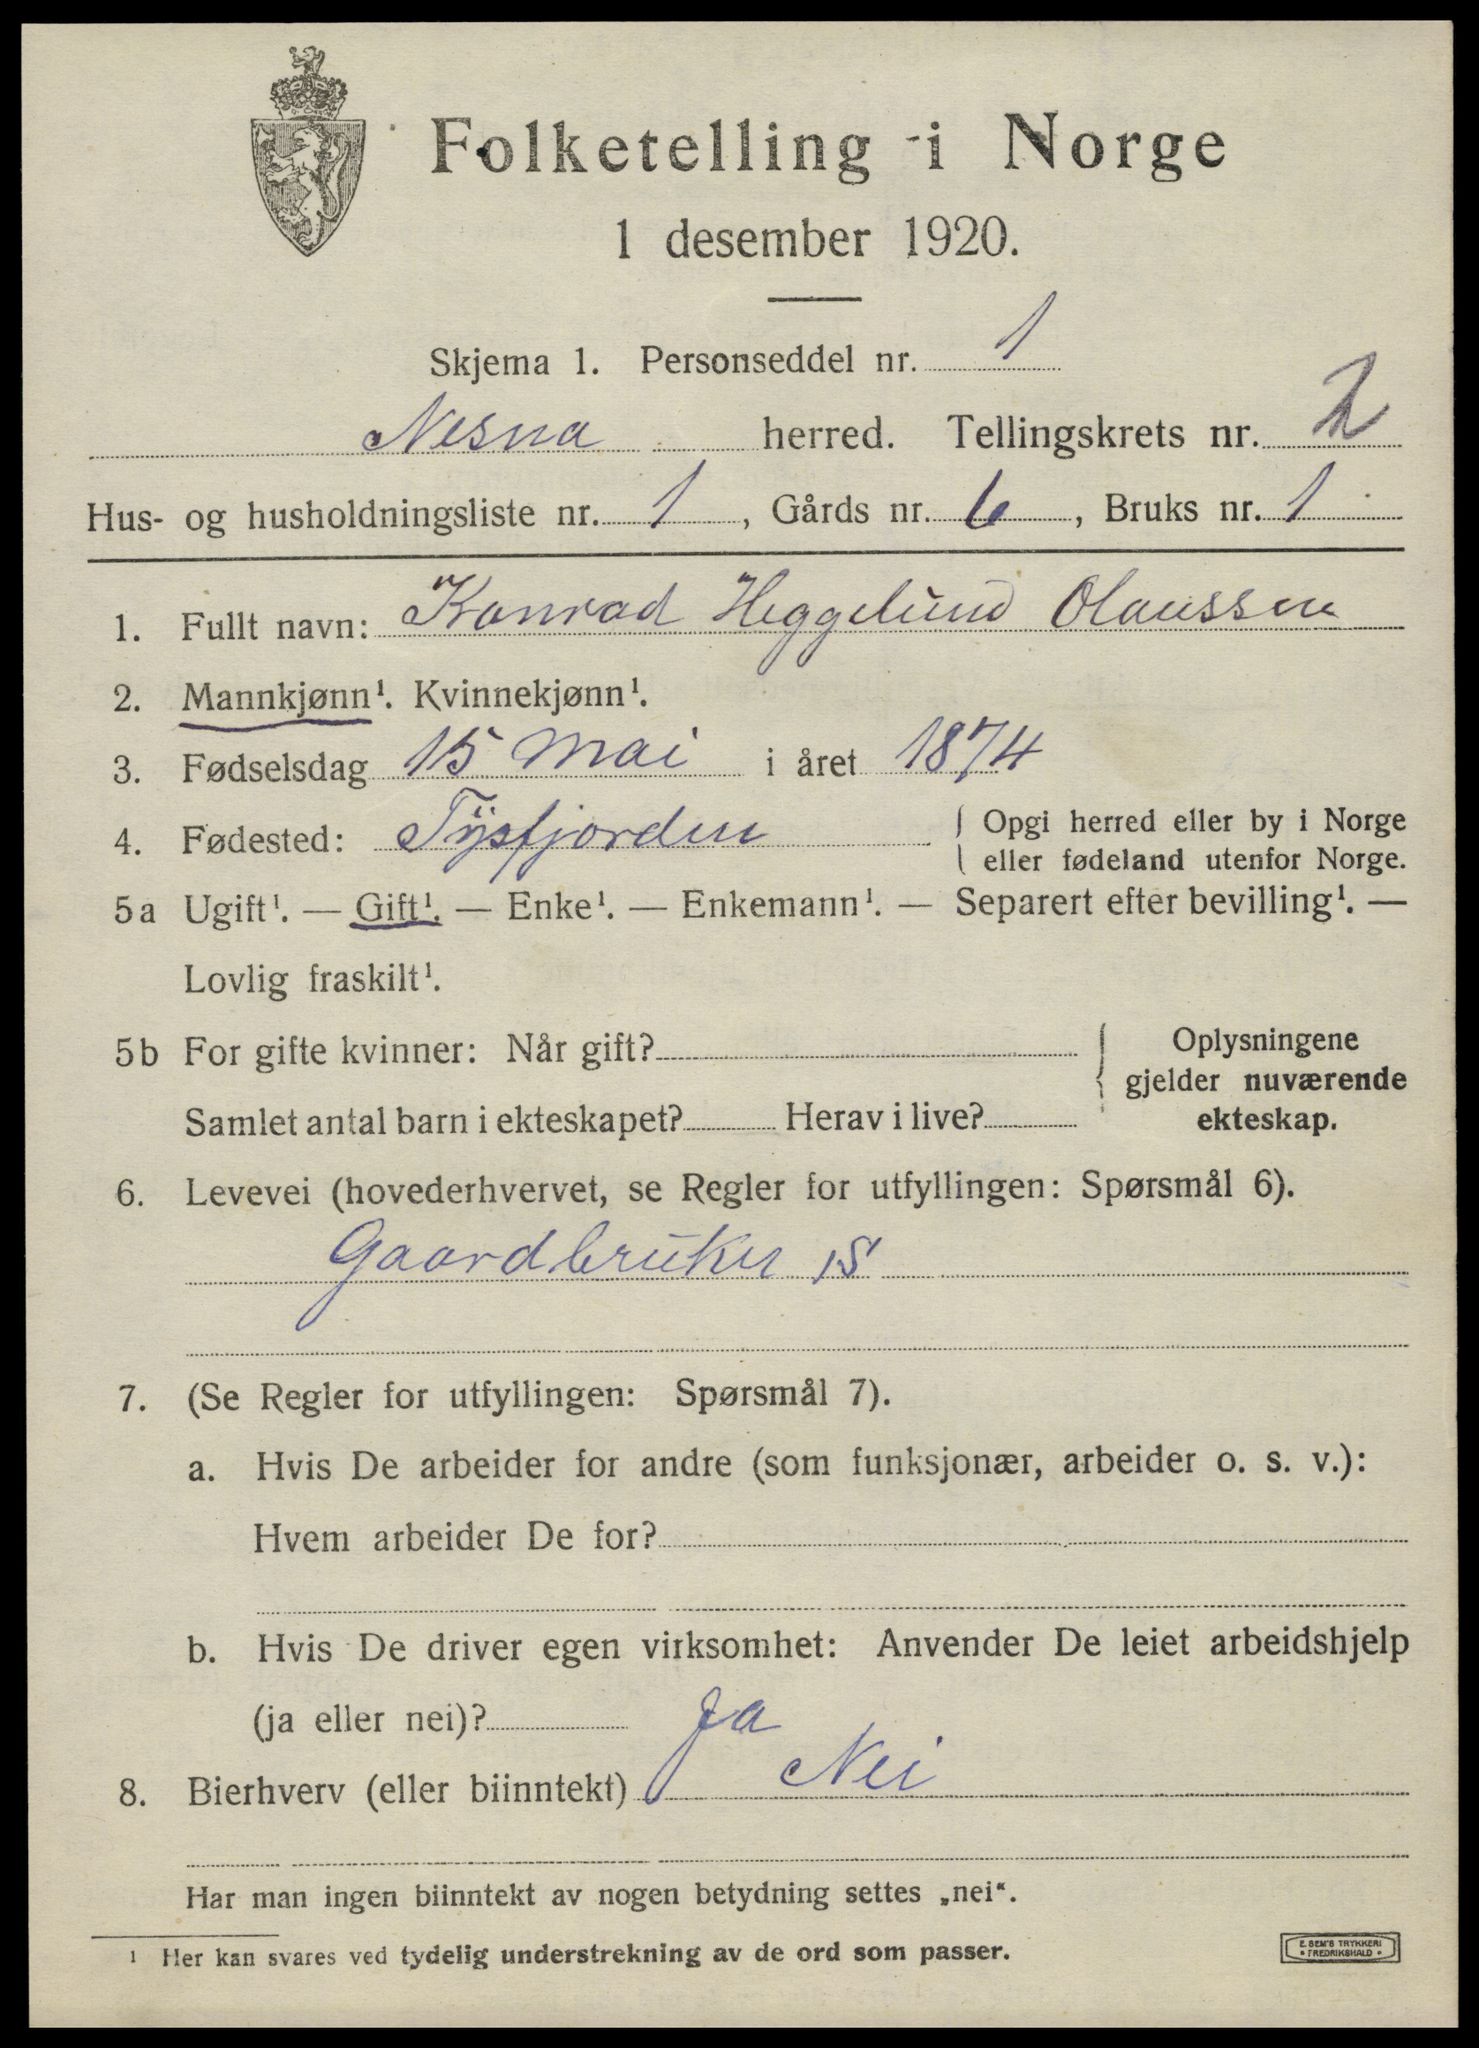 Folketelling i Norge
1 desember 1920.
Skjema 1. Personseddel nr. 1
Nesna herred. Tellingskrets nr. 2
Hus- og husholdningsliste nr. 1, Gårds nr. 6, Bruks nr. 1
1. Fullt navn: Konrad Heggelund Olaussen
2. Mannkjønn¹. Kvinnekjønn¹.
3. Fødselsdag 15 Mai i året 1874
4. Fødested: Tysfjorden { Opgi herred eller by i Norge
eller fødeland utenfor Norge.
5a Ugift¹. — Gift¹. — Enke¹. — Enkemann¹. — Separert efter bevilling¹. —
Lovlig fraskilt¹.
5b For gifte kvinner: Når gift? { Oplysningene
gjelder nuværende
Samlet antal barn i ekteskapet? Herav i live? ekteskap.
6. Levevei (hovederhvervet, se Regler for utfyllingen: Spørsmål 6).
Gaardbruker S
7. (Se Regler for utfyllingen: Spørsmål 7).
a. Hvis De arbeider for andre (som funksjonær, arbeider o. s. v.):
Hvem arbeider De for?
b. Hvis De driver egen virksomhet: Anvender De leiet arbeidshjelp
(ja eller nei)? Ja
8. Bierhverv (eller biinntekt) Nei
Har man ingen biinntekt av nogen betydning settes „nei“.
¹ Her kan svares ved tydelig understrekning av de ord som passer.
E. SEM'S TRYKKERI
• FREDRIKSHALD •